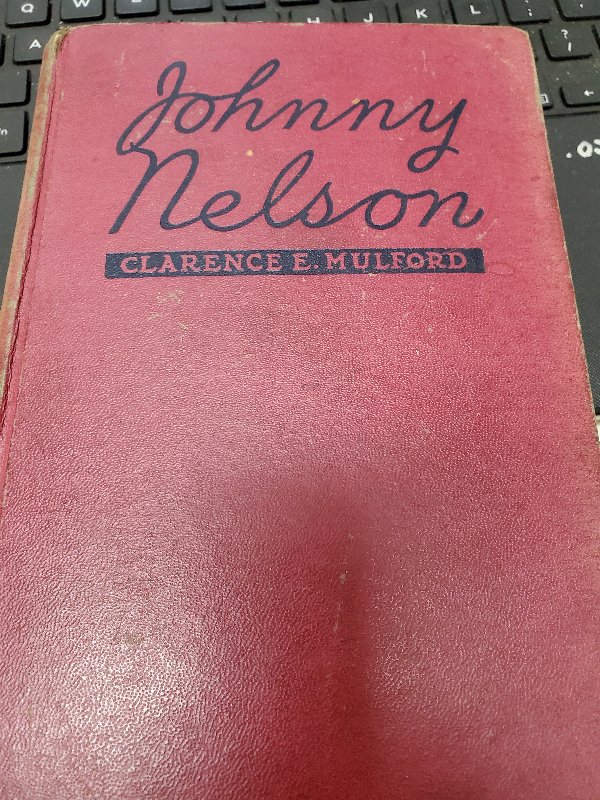 Q W H J K L
A
Johnny
Nelson
CLARENCE E. MULFORD